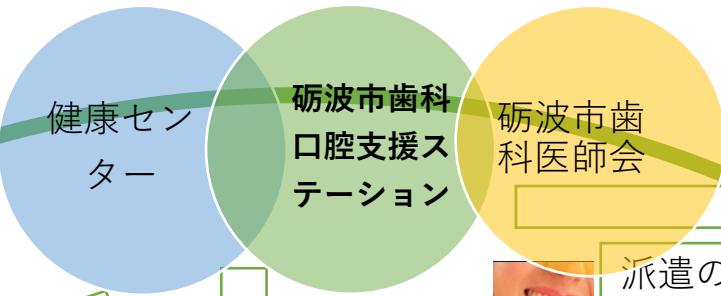 健康セン
ター
砺波市歯科
口腔支援ス
テーション
砺波市歯
科医師会
派遣の